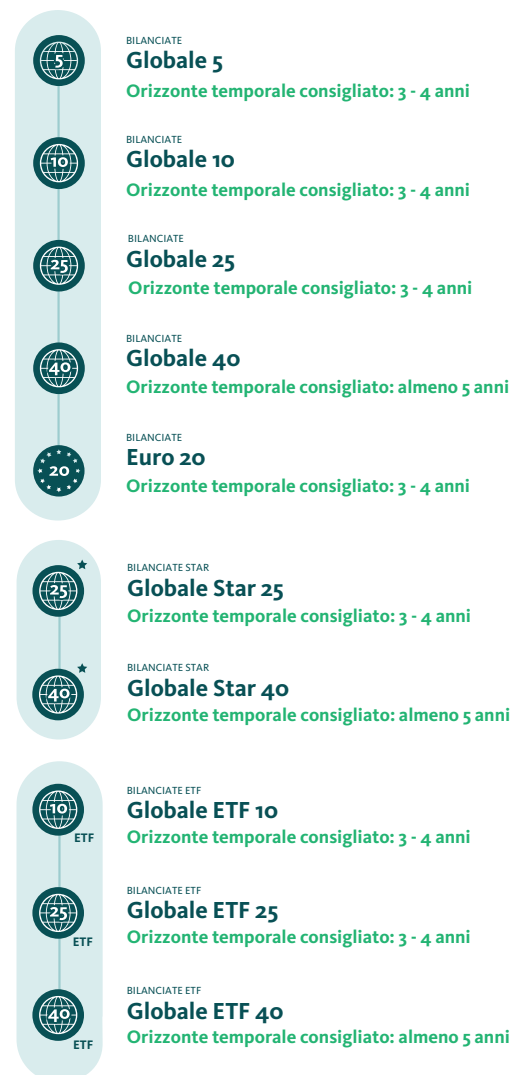 5
BILANCIATE
Globale 5
Orizzonte temporale consigliato: 3 - 4 anni
10
BILANCIATE
Globale 10
Orizzonte temporale consigliato: 3 - 4 anni
25
BILANCIATE
Globale 25
Orizzonte temporale consigliato: 3 - 4 anni
40
BILANCIATE
Globale 40
Orizzonte temporale consigliato: almeno 5 anni
20
BILANCIATE
Euro 20
Orizzonte temporale consigliato: 3 - 4 anni
25
BILANCIATE STAR
Globale Star 25
Orizzonte temporale consigliato: 3 - 4 anni
40
BILANCIATE STAR
Globale Star 40
Orizzonte temporale consigliato: almeno 5 anni
10
ETF
BILANCIATE ETF
Globale ETF 10
Orizzonte temporale consigliato: 3 - 4 anni
25
ETF
BILANCIATE ETF
Globale ETF 25
Orizzonte temporale consigliato: 3 - 4 anni
40
ETF
BILANCIATE ETF
Globale ETF 40
Orizzonte temporale consigliato: almeno 5 anni